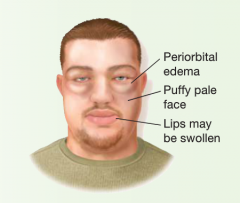 Periorbital
edema
Puffy pale
face
Lips may
be swollen